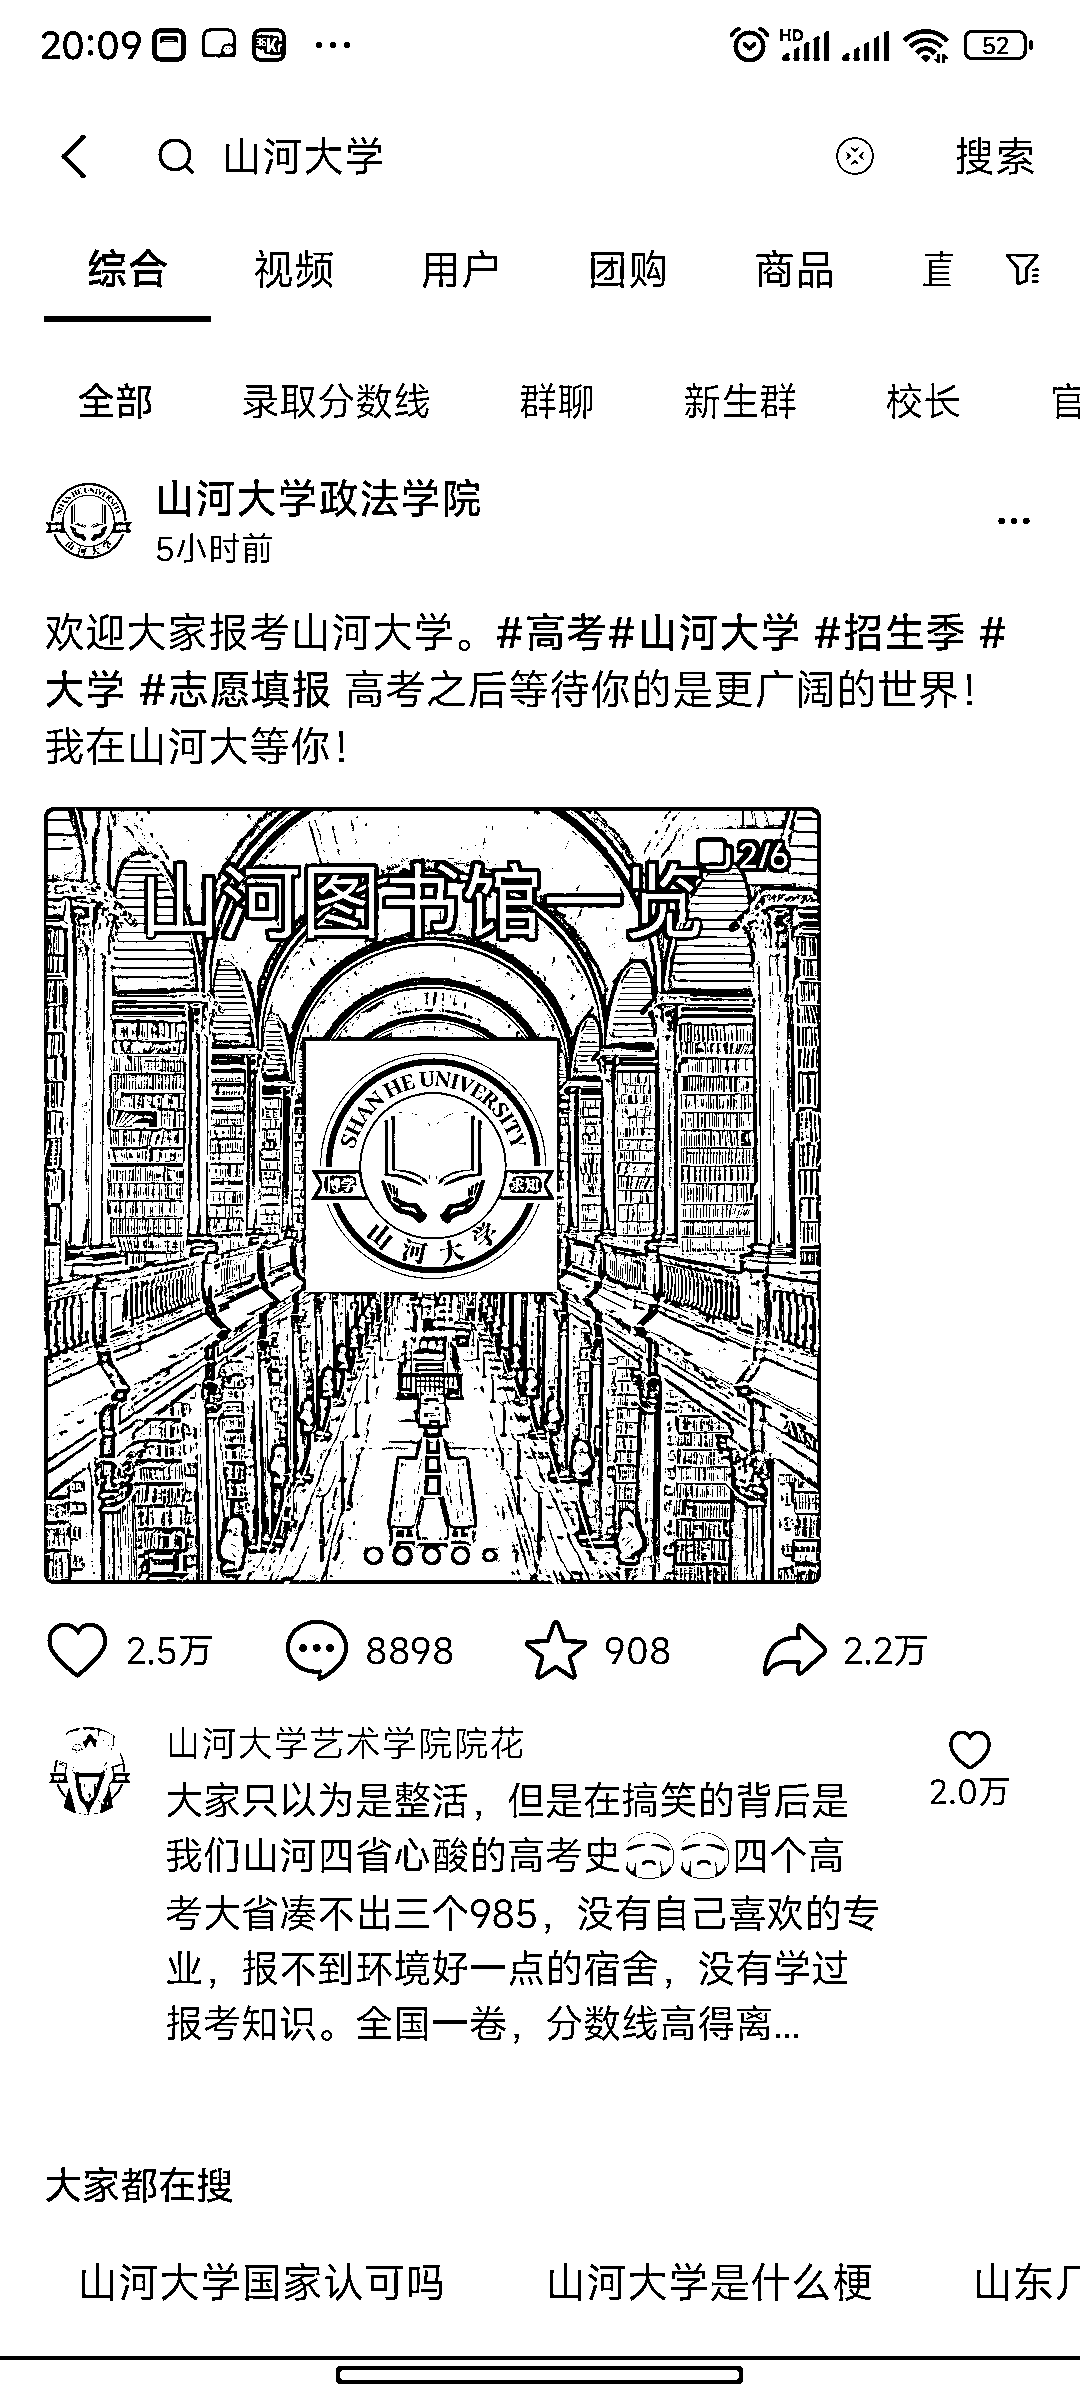 20:09 HD 52
山河大学 搜索
综合 视频 用户 团购 商品 直
全部 录取分数线 群聊 新生群 校长 官
山河大学政法学院
5小时前
欢迎大家报考山河大学。#高考#山河大学 #招生季 #
大学 #志愿填报 高考之后等待你的是更广阔的世界！
我在山河大等你！
2/6
山河图书馆一览
SHAN HE UNIVERSITY
山河大学
2.5万 8898 908 2.2万
山河大学艺术学院院花
大家只以为是整活，但是在搞笑的背后是
我们山河四省心酸的高考史😭😭四个高
考大省凑不出三个985，没有自己喜欢的专
业，报不到环境好一点的宿舍，没有学过
报考知识。全国一卷，分数线高得离...
2.0万
大家都在搜
山河大学国家认可吗 山河大学是什么梗 山东